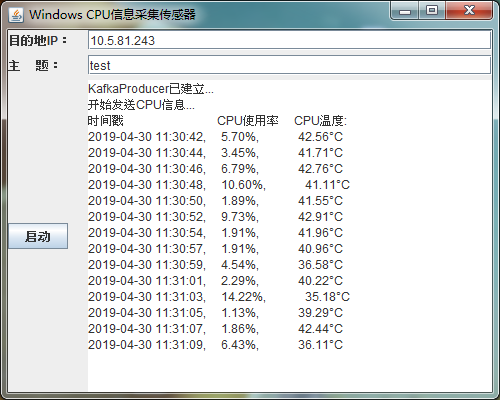 Windows CPU信息采集传感器
目的地IP： 10.5.81.243
主 题： test
KafkaProducer已建立...
开始发送CPU信息...
时间戳 CPU使用率 CPU温度:
2019-04-30 11:30:42, 5.70%, 42.56°C
2019-04-30 11:30:44, 3.45%, 41.71°C
2019-04-30 11:30:46, 6.79%, 42.76°C
2019-04-30 11:30:48, 10.60%, 41.11°C
2019-04-30 11:30:50, 1.89%, 41.55°C
2019-04-30 11:30:52, 9.73%, 42.91°C
2019-04-30 11:30:54, 1.91%, 41.96°C
2019-04-30 11:30:57, 1.91%, 40.96°C
2019-04-30 11:30:59, 4.54%, 36.58°C
2019-04-30 11:31:01, 2.29%, 40.22°C
2019-04-30 11:31:03, 14.22%, 35.18°C
2019-04-30 11:31:05, 1.13%, 39.29°C
2019-04-30 11:31:07, 1.86%, 42.44°C
2019-04-30 11:31:09, 6.43%, 36.11°C
启动